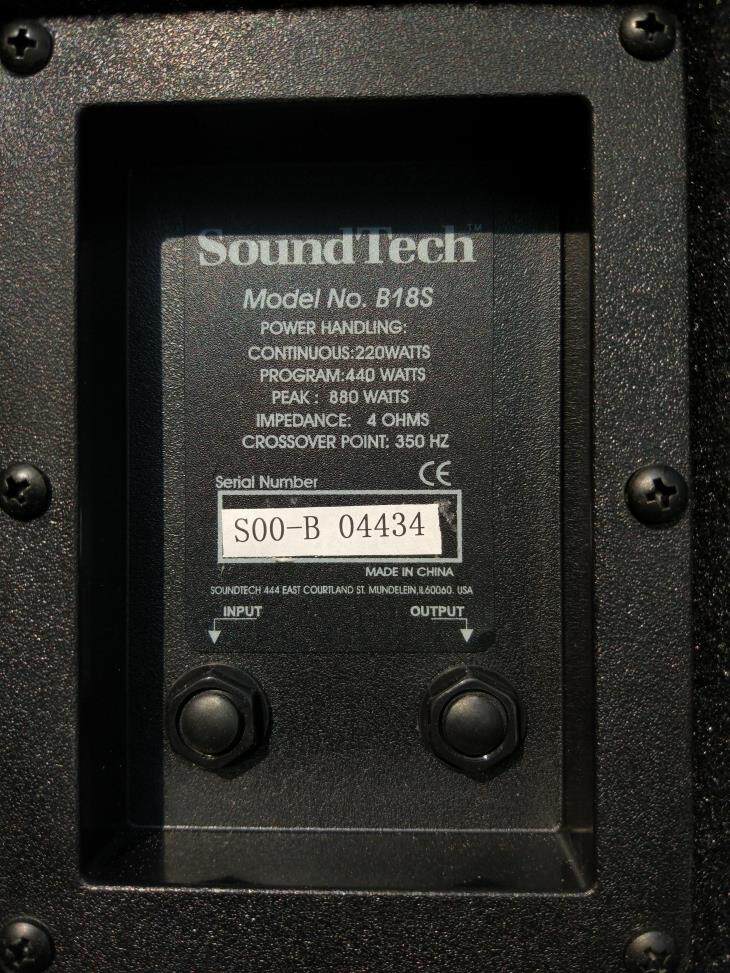 SoundTech™
Model No. B18S
POWER HANDLING:
CONTINUOUS:220WATTS
PROGRAM:440 WATTS
PEAK : 880 WATTS
IMPEDANCE: 4 OHMS
CROSSOVER POINT: 350 HZ
Serial Number CE
S00-B 04434
MADE IN CHINA
SOUNDTECH 444 EAST COURTLAND ST. MUNDELEIN,IL60060. USA
INPUT OUTPUT